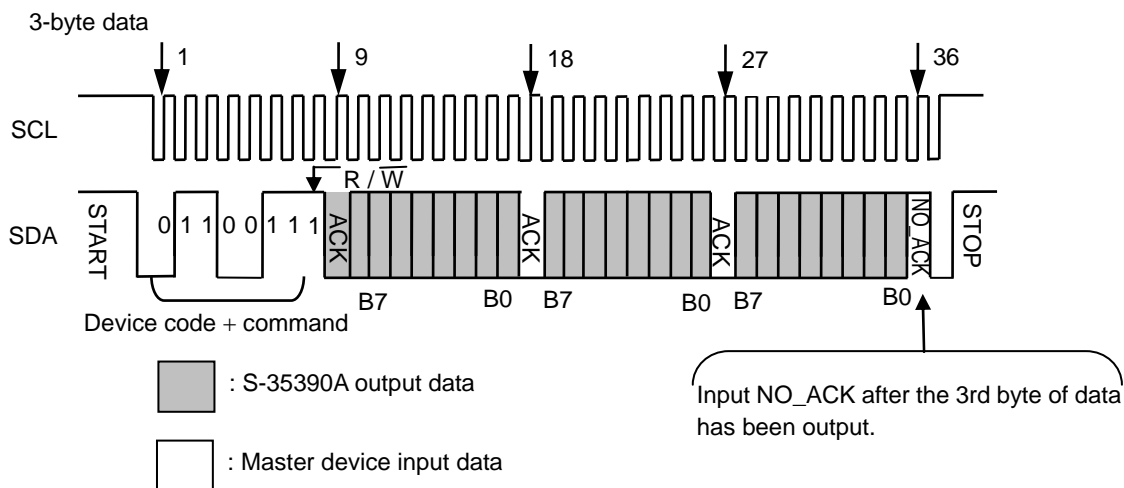 3-byte data
1 9 18 27 36
SCL
R / W
SDA
START 0 1 1 0 0 1 1 1 ACK ACK ACK NO_ACK STOP
B7 B0 B7 B0 B7 B0
Device code + command
: S-35390A output data
: Master device input data
Input NO_ACK after the 3rd byte of data
has been output.